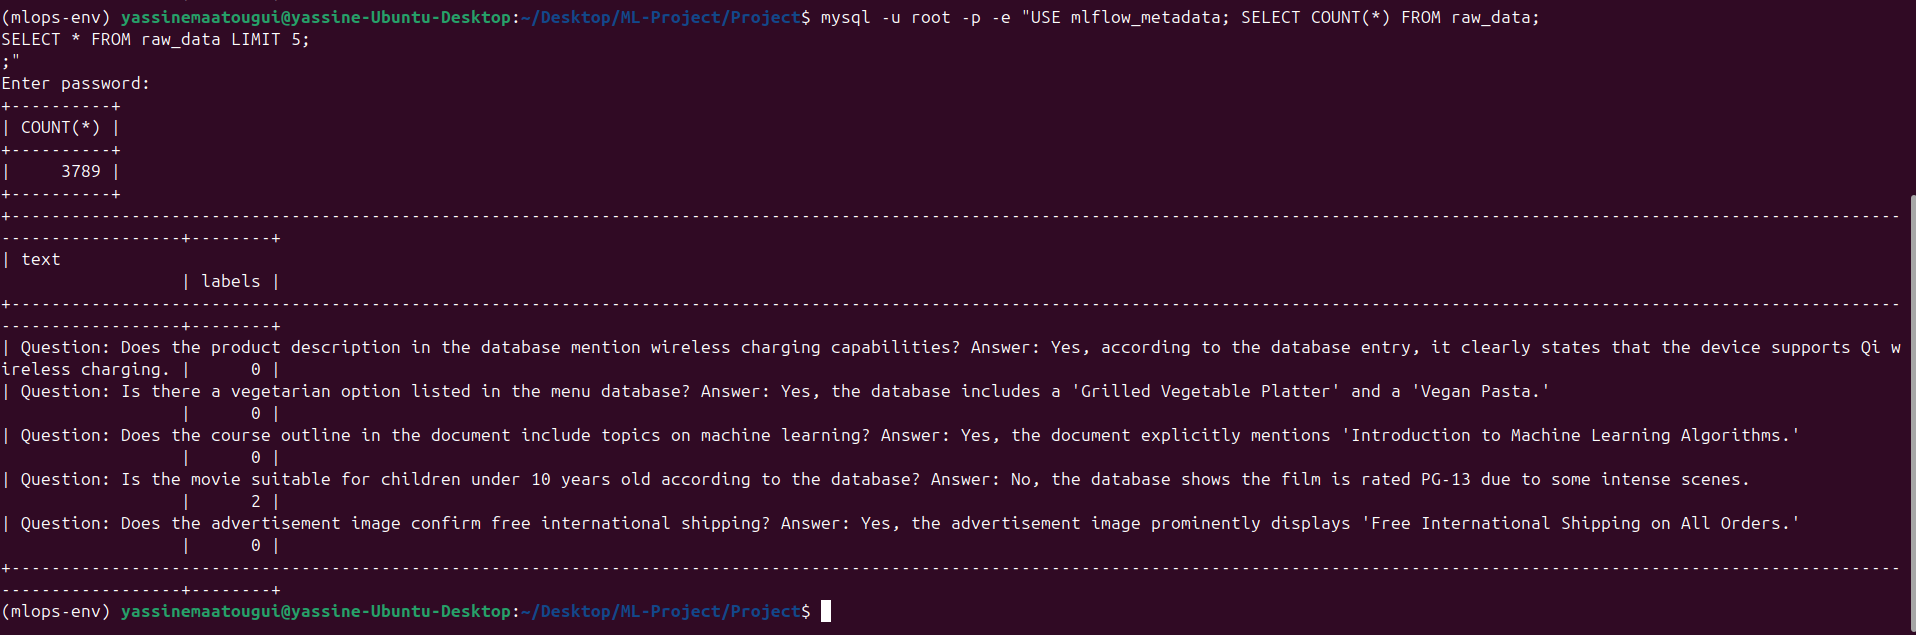 (mlops-env) yassinemaatougui@yassine-Ubuntu-Desktop:~/Desktop/ML-Project/Project$ mysql -u root -p -e "USE mlflow_metadata; SELECT COUNT(*) FROM raw_data;
SELECT * FROM raw_data LIMIT 5;
;"
Enter password:
+----------+
| COUNT(*) |
+----------+
|     3789 |
+----------+
+---------------------------------------------------------------------------------------------------------------------------------------------------------------------------------------------
------------------+--------+
| text
                  | labels |
+---------------------------------------------------------------------------------------------------------------------------------------------------------------------------------------------
------------------+--------+
| Question: Does the product description in the database mention wireless charging capabilities? Answer: Yes, according to the database entry, it clearly states that the device supports Qi w
ireless charging. |      0 |
| Question: Is there a vegetarian option listed in the menu database? Answer: Yes, the database includes a 'Grilled Vegetable Platter' and a 'Vegan Pasta.'
                  |      0 |
| Question: Does the course outline in the document include topics on machine learning? Answer: Yes, the document explicitly mentions 'Introduction to Machine Learning Algorithms.'
                  |      0 |
| Question: Is the movie suitable for children under 10 years old according to the database? Answer: No, the database shows the film is rated PG-13 due to some intense scenes.
                  |      2 |
| Question: Does the advertisement image confirm free international shipping? Answer: Yes, the advertisement image prominently displays 'Free International Shipping on All Orders.'
                  |      0 |
+---------------------------------------------------------------------------------------------------------------------------------------------------------------------------------------------
------------------+--------+
(mlops-env) yassinemaatougui@yassine-Ubuntu-Desktop:~/Desktop/ML-Project/Project$